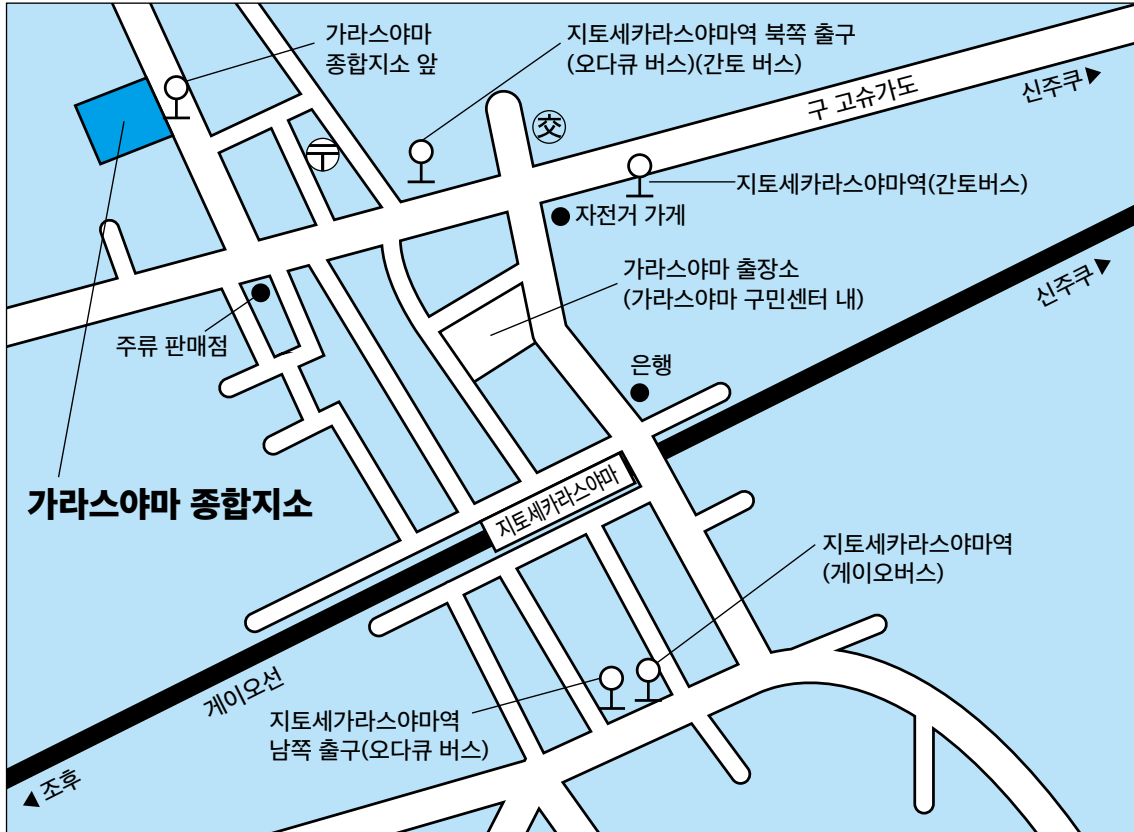 가라스야마
종합지소 앞
지토세카라스야마역 북쪽 출구
(오다큐 버스)(간토 버스)
구 고슈가도
신주쿠▶
〒
交
지토세카라스야마역(간토버스)
자전거 가게
가라스야마 출장소
(가라스야마 구민센터 내)
신주쿠▶
주류 판매점
은행
가라스야마 종합지소
지토세카라스야마
지토세카라스야마역
(게이오버스)
게이오선
지토세가라스야마역
남쪽 출구(오다큐 버스)
◀조후